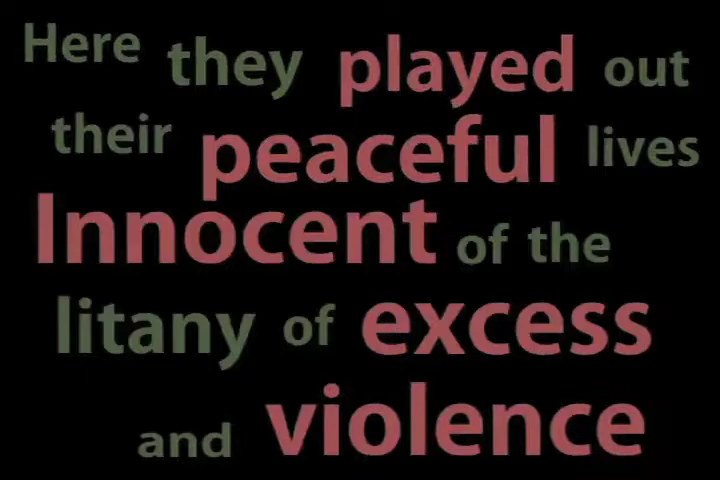 Here they played out
their peaceful lives
Innocent of the
litany of excess
and violence